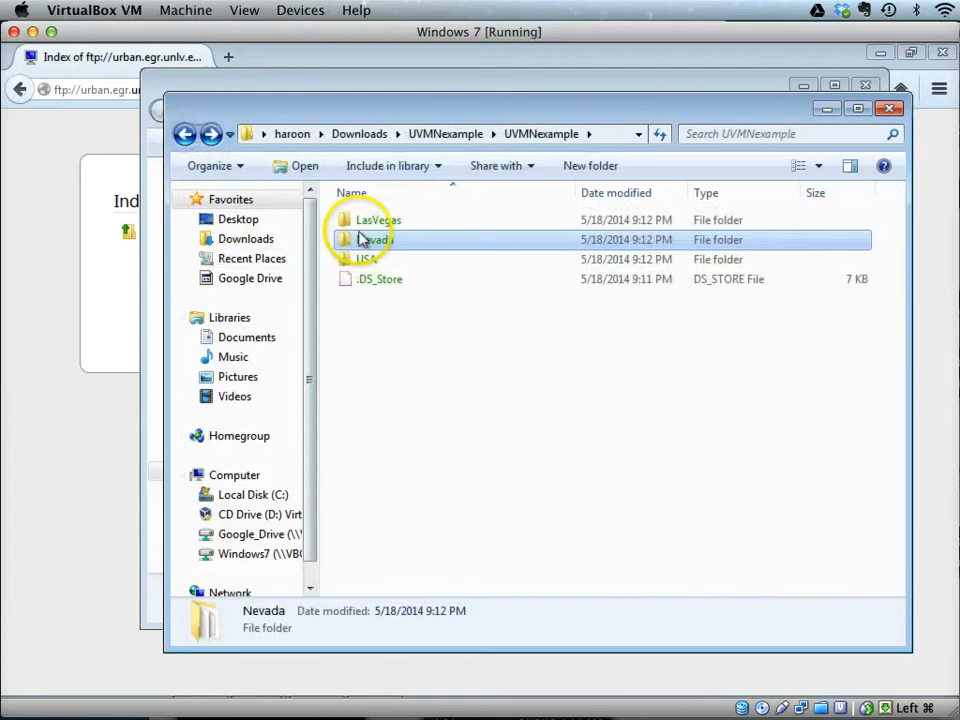 VirtualBox VM Machine View Devices Help
Windows 7 [Running]
Index of ftp://urban.egr.unlv.e...
ftp://urban.egr.u
haroon Downloads UVMNexample UVMNexample
Search UVMNexample
Organize Open Include in library Share with New folder
Ind
Name Date modified Type Size
Favorites
Desktop
Downloads
Recent Places
Google Drive
Libraries
Documents
Music
Pictures
Videos
Homegroup
Computer
Local Disk (C:)
CD Drive (D:) Virt
Google_Drive (\\V
Windows7 (\\VBO
Network
LasVegas 5/18/2014 9:12 PM File folder
Nevada 5/18/2014 9:12 PM File folder
USA 5/18/2014 9:12 PM File folder
.DS_Store 5/18/2014 9:11 PM DS_STORE File 7 KB
Nevada Date modified: 5/18/2014 9:12 PM
File folder
Left ⌘